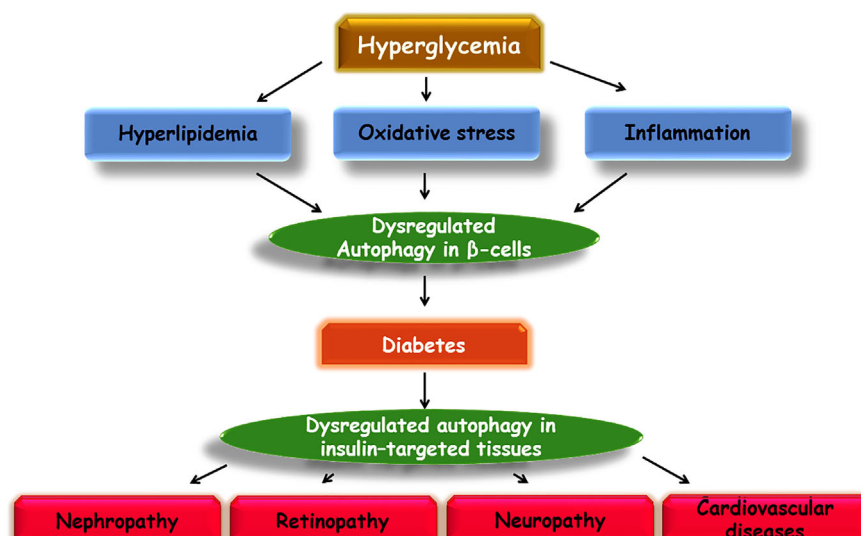 Hyperglycemia
Hyperlipidemia
Oxidative stress
Inflammation
Dysregulated
Autophagy in β-cells
Diabetes
Dysregulated autophagy in
insulin-targeted tissues
Nephropathy
Retinopathy
Neuropathy
Cardiovascular
diseases